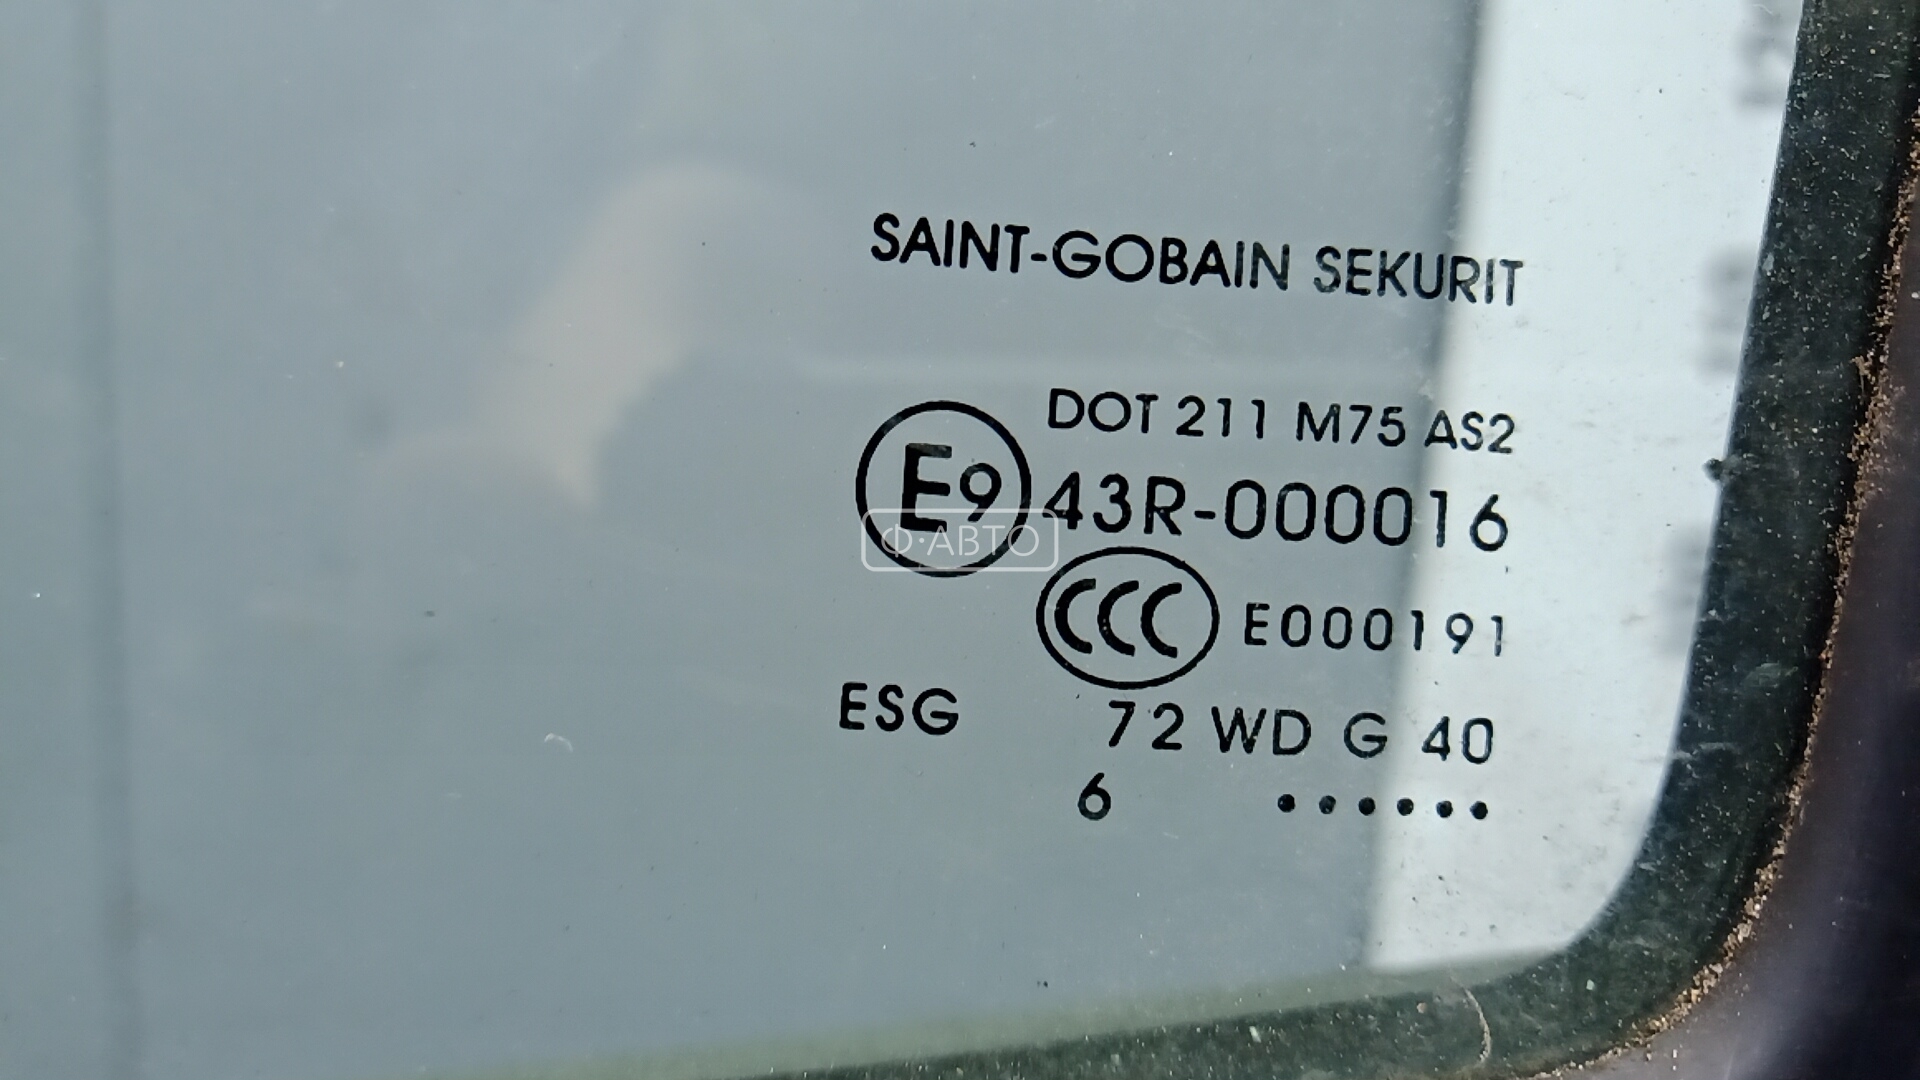 SAINT-GOBAIN SEKURIT
DOT 211 M75 AS2
E9 43R-000016
Ф·АВТО
CCC E000191
ESG 72 WD G 40
6 ••••••